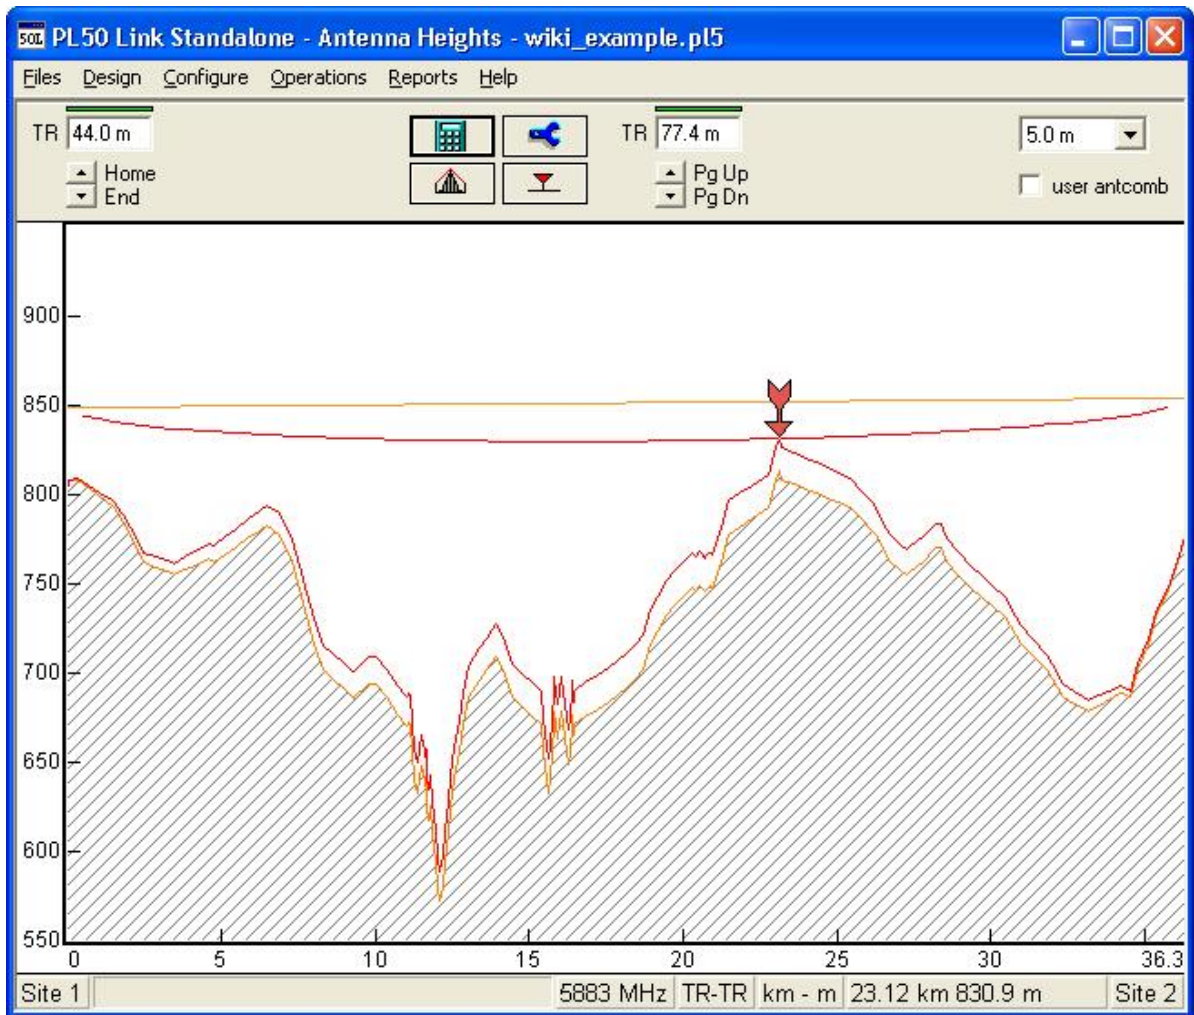 SOL PL50 Link Standalone - Antenna Heights - wiki_example.pl5
Files Design Configure Operations Reports Help
TR 44.0 m TR 77.4 m 5.0 m
Home Pg Up user antcomb
End Pg Dn
900
850
800
750
700
650
600
550
0 5 10 15 20 25 30 36.3
Site 1 5883 MHz TR-TR km - m 23.12 km 830.9 m Site 2